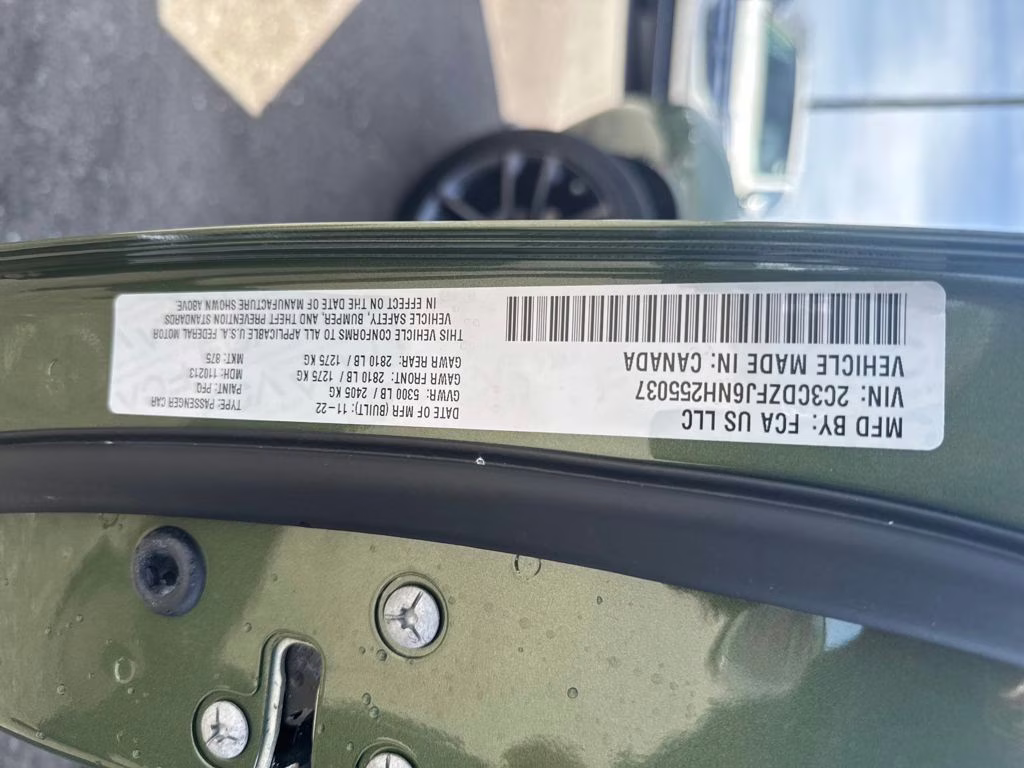 MFD BY: FCA US LLC
VIN: 2C3CDZFJ6NH255037
VEHICLE MADE IN: CANADA
DATE OF MFR (BUILT): 11-22
GVWR: 5300 LB / 2405 KG
GAWR FRONT: 2810 LB / 1275 KG
GAWR REAR: 2810 LB / 1275 KG
TYPE: PASSENGER CAR
PAINT: PFQ
MDH: 110213
MKT: 875
THIS VEHICLE CONFORMS TO ALL APPLICABLE U.S.A. FEDERAL MOTOR
VEHICLE SAFETY, BUMPER, AND THEFT PREVENTION STANDARDS
IN EFFECT ON THE DATE OF MANUFACTURE SHOWN ABOVE.